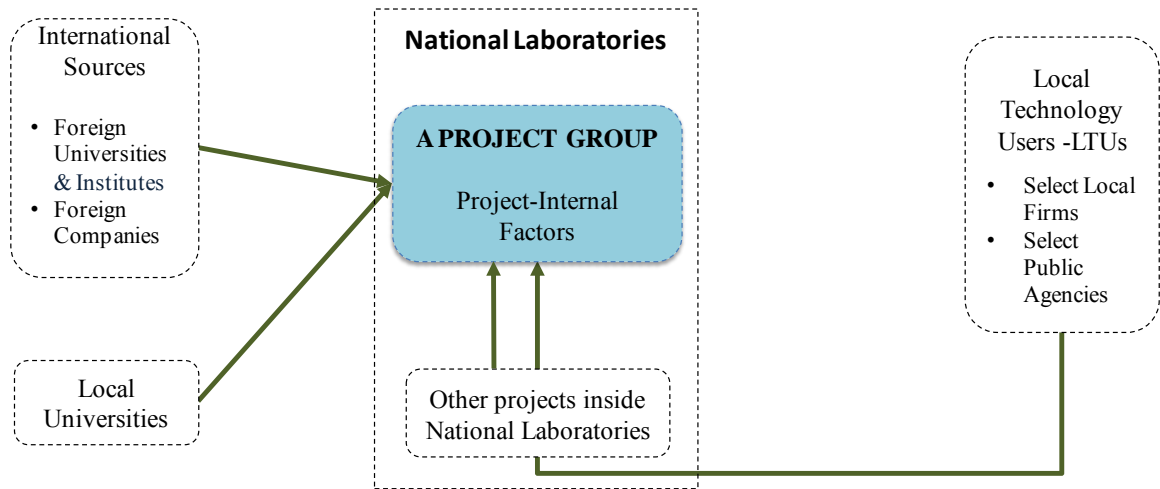 International
Sources
• Foreign
Universities
& Institutes
• Foreign
Companies
Local
Universities
National Laboratories
A PROJECT GROUP
Project-Internal
Factors
Other projects inside
National Laboratories
Local
Technology
Users -LTUs
• Select Local
Firms
• Select
Public
Agencies